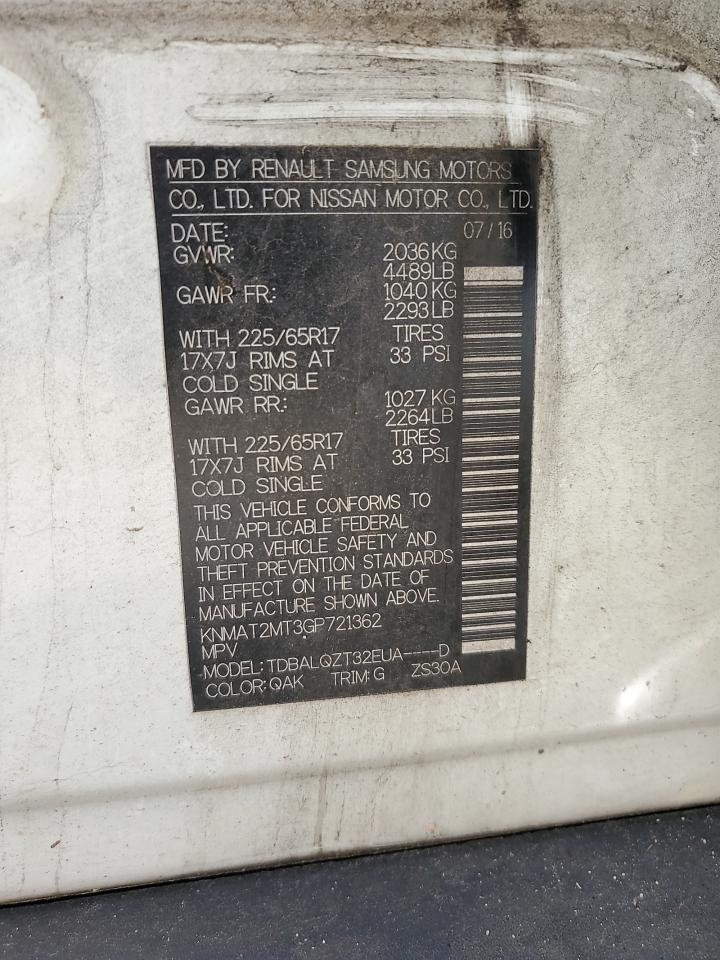 MFD BY RENAULT SAMSUNG MOTORS
CO., LTD. FOR NISSAN MOTOR CO., LTD.
DATE: 07/16
GVWR: 2036KG
4489LB
GAWR FR.: 1040KG
2293LB
WITH 225/65R17 TIRES
17X7J RIMS AT 33 PSI
COLD SINGLE
GAWR RR.: 1027KG
2264LB
WITH 225/65R17 TIRES
17X7J RIMS AT 33 PSI
COLD SINGLE
THIS VEHICLE CONFORMS TO
ALL APPLICABLE FEDERAL
MOTOR VEHICLE SAFETY AND
THEFT PREVENTION STANDARDS
IN EFFECT ON THE DATE OF
MANUFACTURE SHOWN ABOVE.
KNMAT2MT3GP721362
MPV
MODEL: TDBALQZT32EUA----D
COLOR: QAK TRIM: G ZS30A